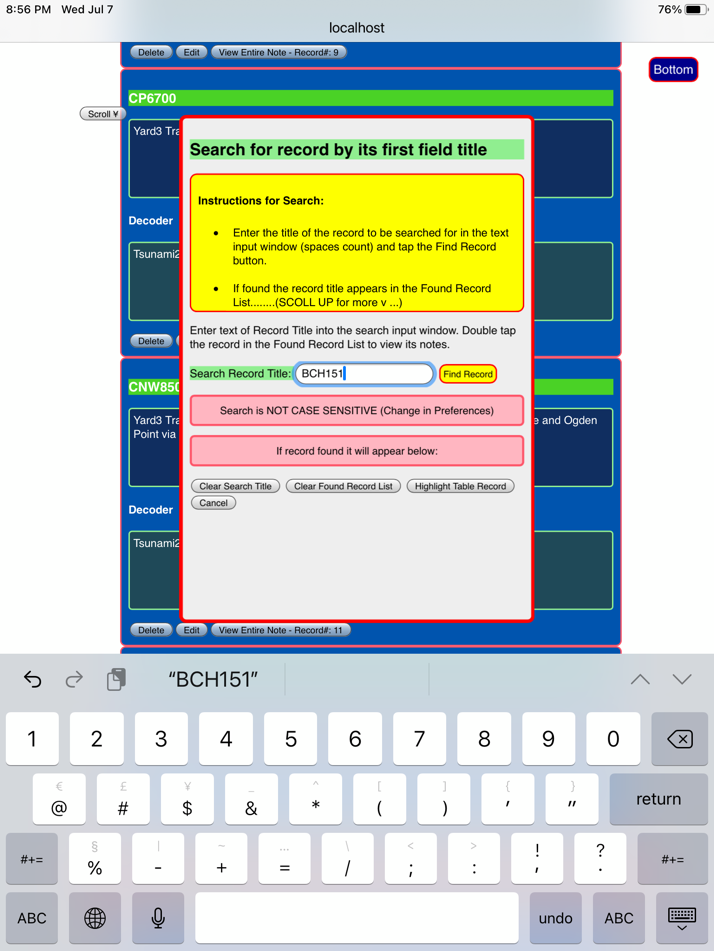 8:56 PM Wed Jul 7 76%
localhost
Delete Edit View Entire Note - Record#: 9
Bottom
CP6700
Scroll ¥
Yard3 Tra
Search for record by its first field title
Instructions for Search:
• Enter the title of the record to be searched for in the text
input window (spaces count) and tap the Find Record
button.
• If found the record title appears in the Found Record
List........(SCOLL UP for more v ...)
Decoder
Tsunami2
Delete
Enter text of Record Title into the search input window. Double tap
the record in the Found Record List to view its notes.
Search Record Title: BCH151 Find Record
CNW850
Search is NOT CASE SENSITIVE (Change in Preferences)
Yard3 Tra
Point via
e and Ogden
If record found it will appear below:
Clear Search Title Clear Found Record List Highlight Table Record
Cancel
Decoder
Tsunami2
Delete Edit View Entire Note - Record#: 11
“BCH151”
1 2 3 4 5 6 7 8 9 0
€ £ ¥ _ ^ [ ] { }
@ # $ & * ( ) ' " return
§ | ~ … \ < > ! ?
#+= % - + = / ; : , . #+=
ABC undo ABC